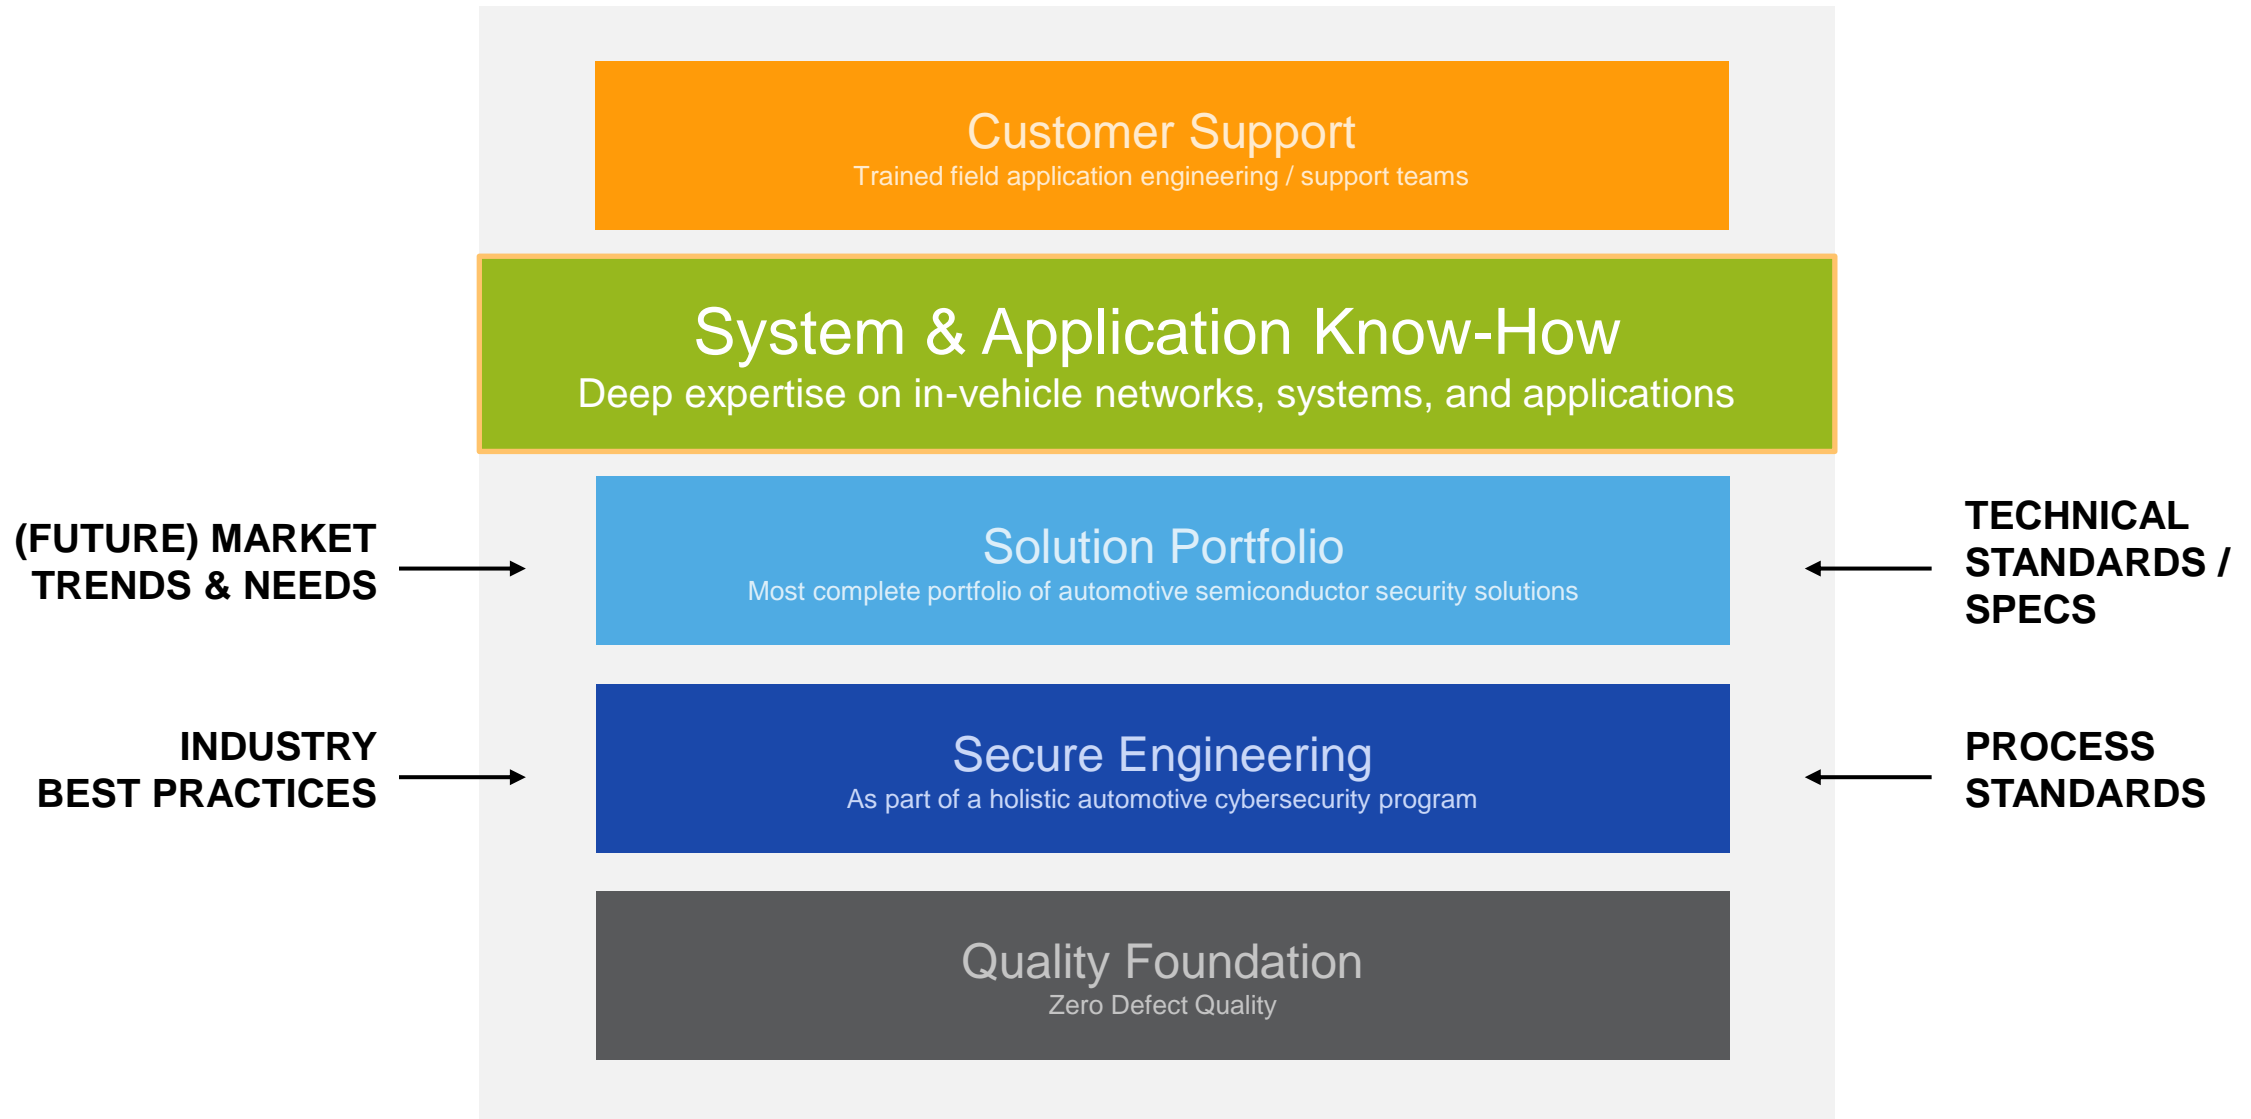 Customer Support
Trained field application engineering / support teams
System & Application Know-How
Deep expertise on in-vehicle networks, systems, and applications
(FUTURE) MARKET
TRENDS & NEEDS
Solution Portfolio
Most complete portfolio of automotive semiconductor security solutions
TECHNICAL
STANDARDS /
SPECS
INDUSTRY
BEST PRACTICES
Secure Engineering
As part of a holistic automotive cybersecurity program
PROCESS
STANDARDS
Quality Foundation
Zero Defect Quality